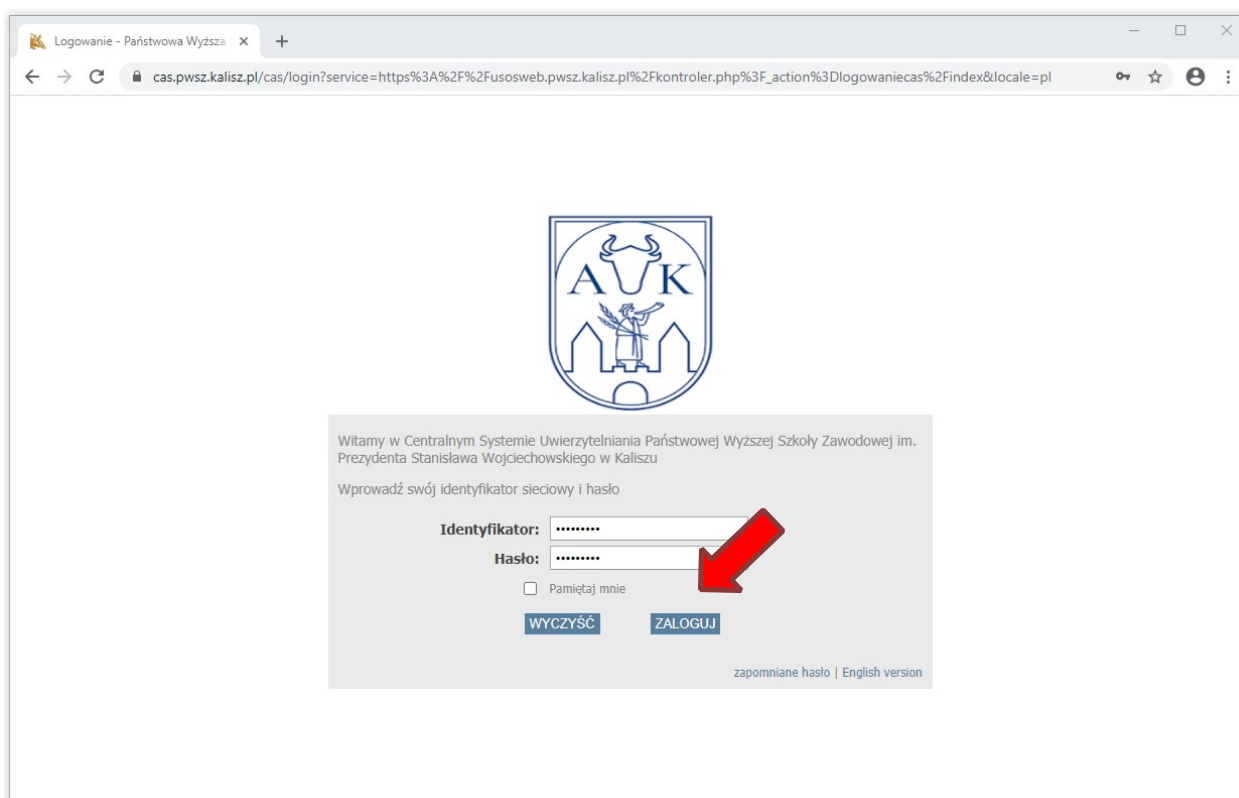 Logowanie - Państwowa Wyższa
cas.pwsz.kalisz.pl/cas/login?service=https%3A%2F%2Fusosweb.pwsz.kalisz.pl%2Fkontroler.php%3F_action%3Dlogowaniecas%2Findex&locale=pl
A K
Witamy w Centralnym Systemie Uwierzytelniania Państwowej Wyższej Szkoły Zawodowej im.
Prezydenta Stanisława Wojciechowskiego w Kaliszu
Wprowadź swój identyfikator sieciowy i hasło
Identyfikator: •••••••••
Hasło: •••••••••
Pamiętaj mnie
WYCZYŚĆ ZALOGUJ
zapomniane hasło | English version